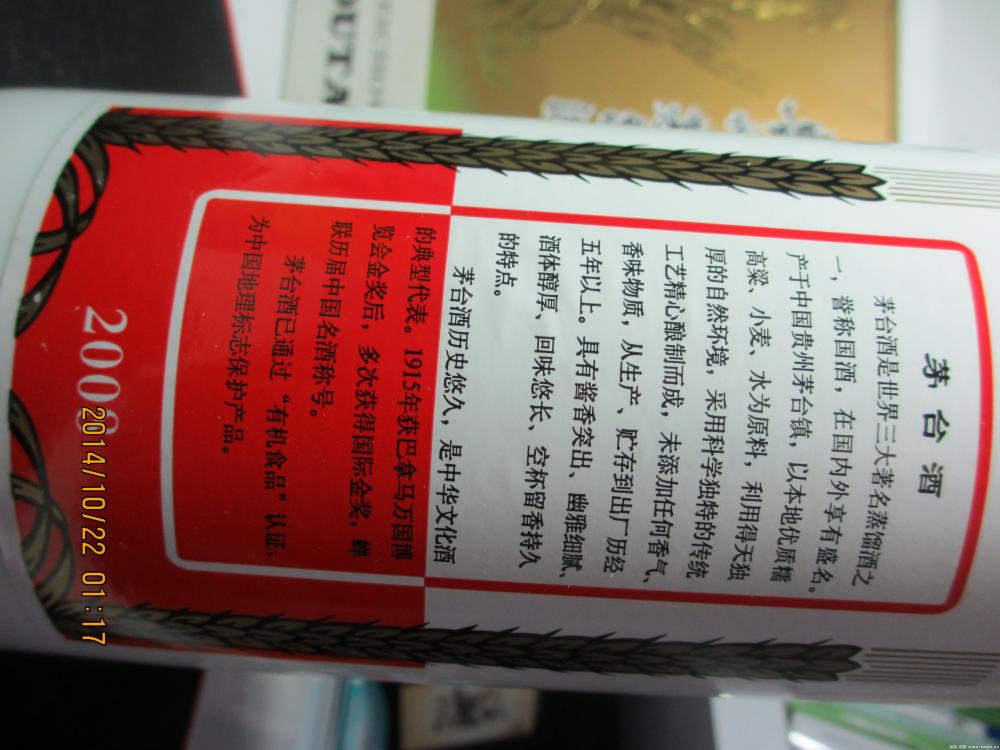 茅台酒
茅台酒是世界三大著名蒸馏酒之
一，誉称国酒，在国内外享有盛名。
产于中国贵州茅台镇，以本地优质糯
高粱、小麦、水为原料，利用得天独
厚的自然环境，采用科学独特的传统
工艺精心酿制而成，未添加任何香气、
香味物质，从生产、贮存到出厂历经
五年以上。具有酱香突出、幽雅细腻、
酒体醇厚、回味悠长、空杯留香持久
的特点。
茅台酒历史悠久，是中华文化酒
的典型代表。1915年获巴拿马万国博
览会金奖后，多次获得国际金奖，蝉
联历届中国名酒称号。
茅台酒已通过“有机食品”认证，
为中国地理标志保护产品。
2014/10/22 01:17
OUTA